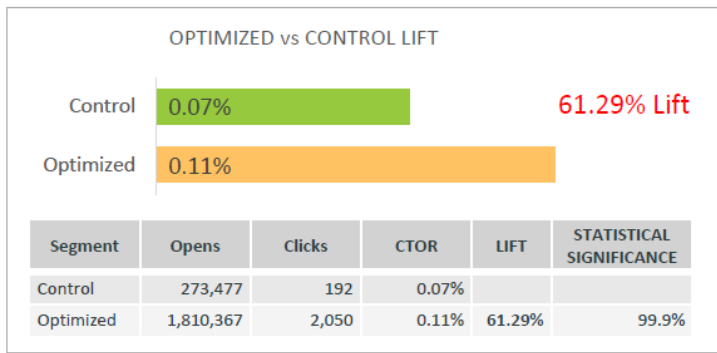 OPTIMIZED vs CONTROL LIFT
Control 0.07% 61.29% Lift
Optimized 0.11%
Segment Opens Clicks CTOR LIFT STATISTICAL SIGNIFICANCE
Control 273,477 192 0.07%
Optimized 1,810,367 2,050 0.11% 61.29% 99.9%